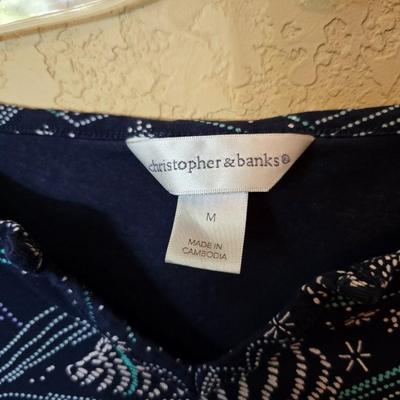 christopher & banks®
M
MADE IN
CAMBODIA